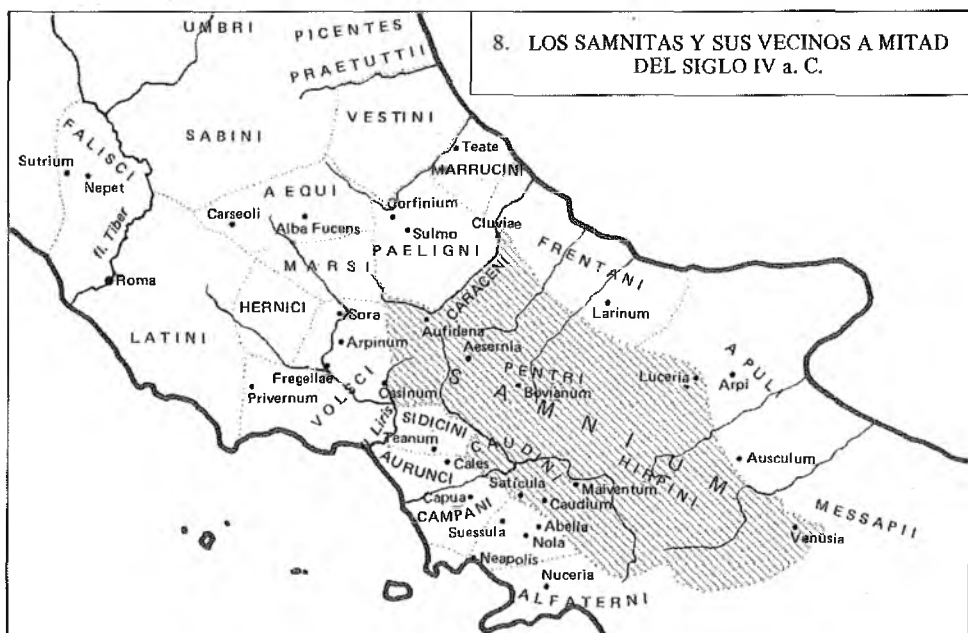 8. LOS SAMNITAS Y SUS VECINOS A MITAD
DEL SIGLO IV a. C.
UMBRI
PICENTES
PRAETUTTII
VESTINI
SABINI
FALISCI
Sutrium
Nepet
fl. Tiber
Roma
Teate
MARRUCINI
AEQUI
Carseoli
Alba Fucens
Corfinium
Sulmo
PAELIGNI
Cluviae
MARSI
FRENTANI
CARACENI
HERNICI
Sora
Larinum
LATINI
Arpinum
Aufidena
Aesernia
APULI
Fregellae
PENTRI
Luceria
Arpi
Privernum
VOLSCI
Casinum
Bovianum
SAMNIUM
Liris
SIDICINI
Teanum
CAUDINI
HIRPINI
AURUNCI
Cales
Ausculum
Saticula
Malventum
Capua
Caudium
CAMPANI
MESSAPII
Suessula
Abella
Nola
Venusia
Neapolis
Nuceria
ALFATERNI